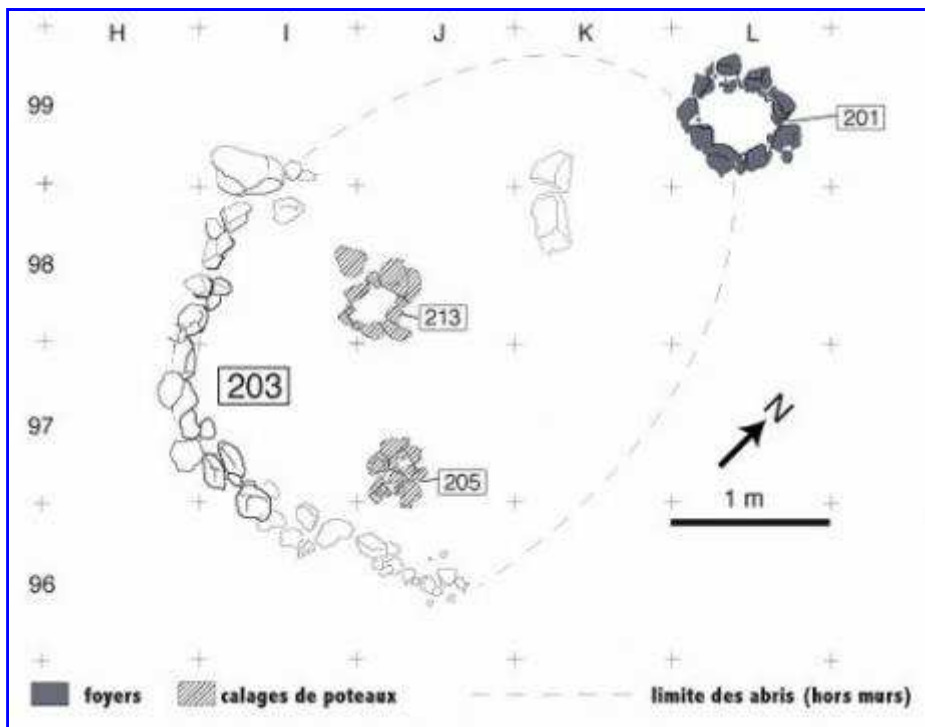 H I J K L
99
201
98
213
203
97
N
205
1 m
96
foyers calages de poteaux limite des abris (hors murs)